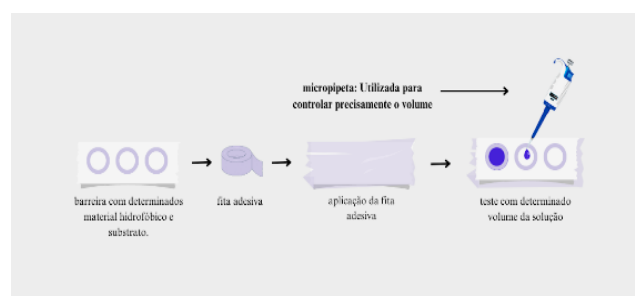 micropipeta: Utilizada para
controlar precisamente o volume
barreira com determinados
material hidrofóbico e
substrato.
fita adesiva
aplicação da fita
adesiva
teste com determinado
volume da solução